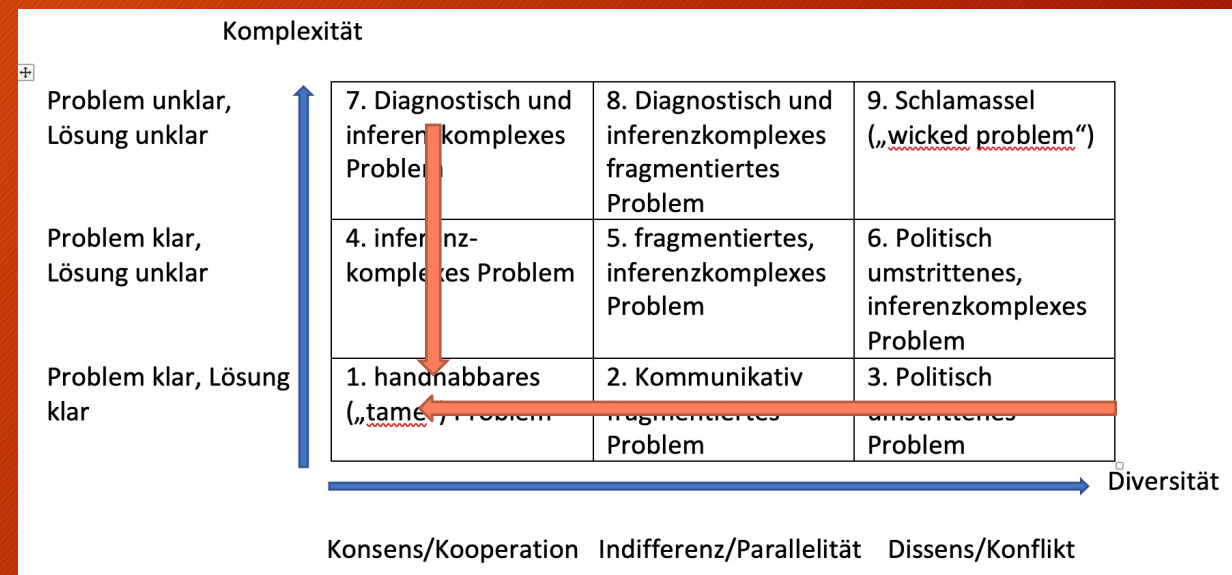 Komplexität
Problem unklar,
Lösung unklar
7. Diagnostisch und
inferenzkomplexes
Problem
8. Diagnostisch und
inferenzkomplexes
fragmentiertes
Problem
9. Schlamassel
(„wicked problem“)
Problem klar,
Lösung unklar
4. inferenz-
komplexes Problem
5. fragmentiertes,
inferenzkomplexes
Problem
6. Politisch
umstrittenes,
inferenzkomplexes
Problem
Problem klar, Lösung
klar
1. handhabbares
(„tame“) Problem
2. Kommunikativ
fragmentiertes
Problem
3. Politisch
umstrittenes
Problem
Diversität
Konsens/Kooperation
Indifferenz/Parallelität
Dissens/Konflikt